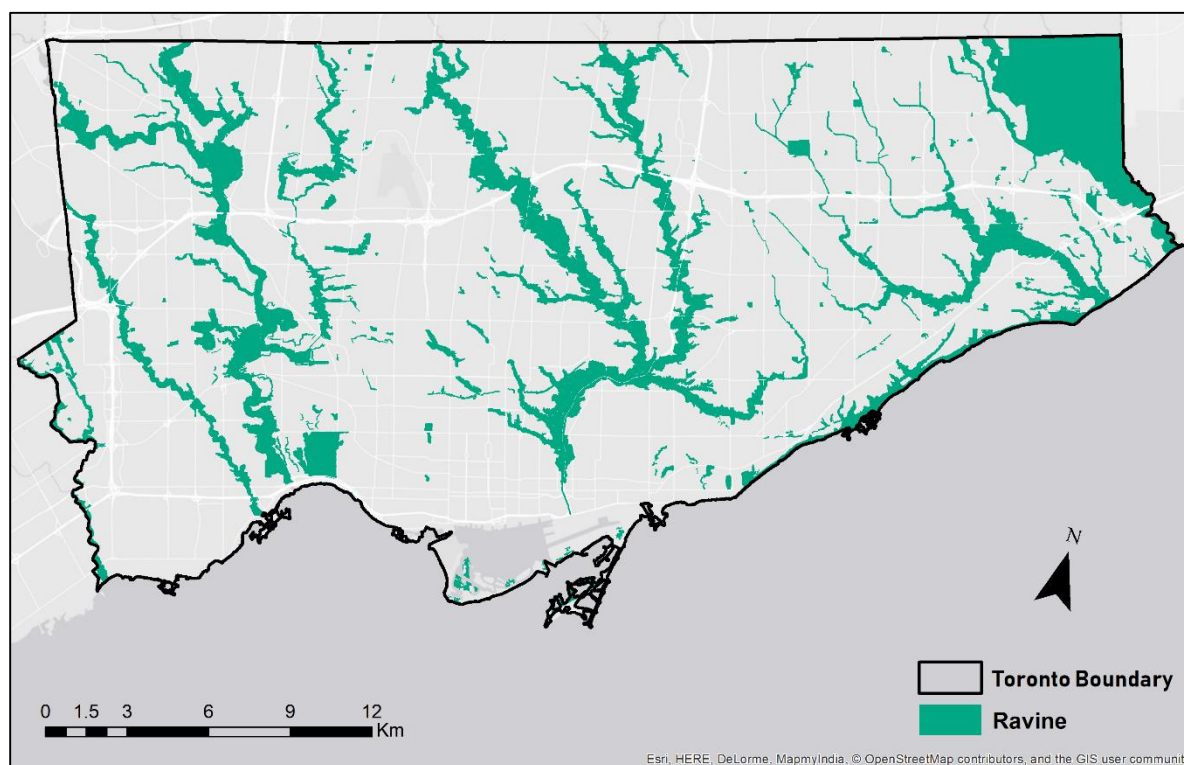 N
Toronto Boundary
Ravine
0 1.5 3 6 9 12
Km
Esri, HERE, DeLorme, MapmyIndia, © OpenStreetMap contributors, and the GIS user communit